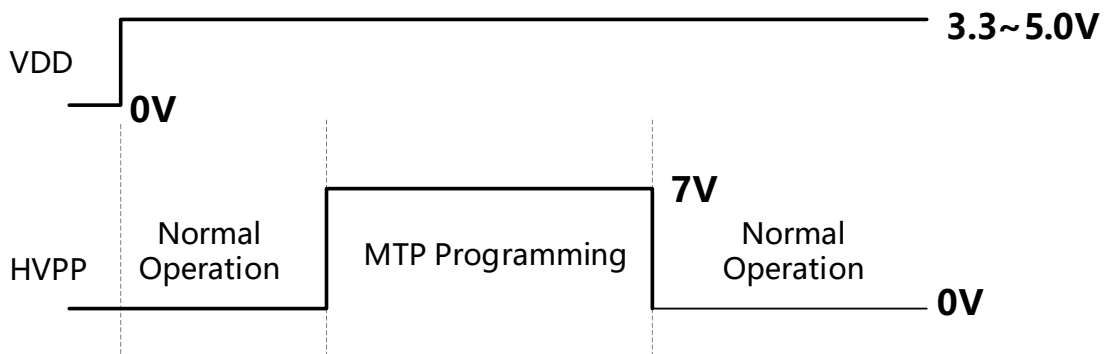 3.3~5.0V
VDD
0V
7V
Normal
Operation
MTP Programming
Normal
Operation
HVPP
0V